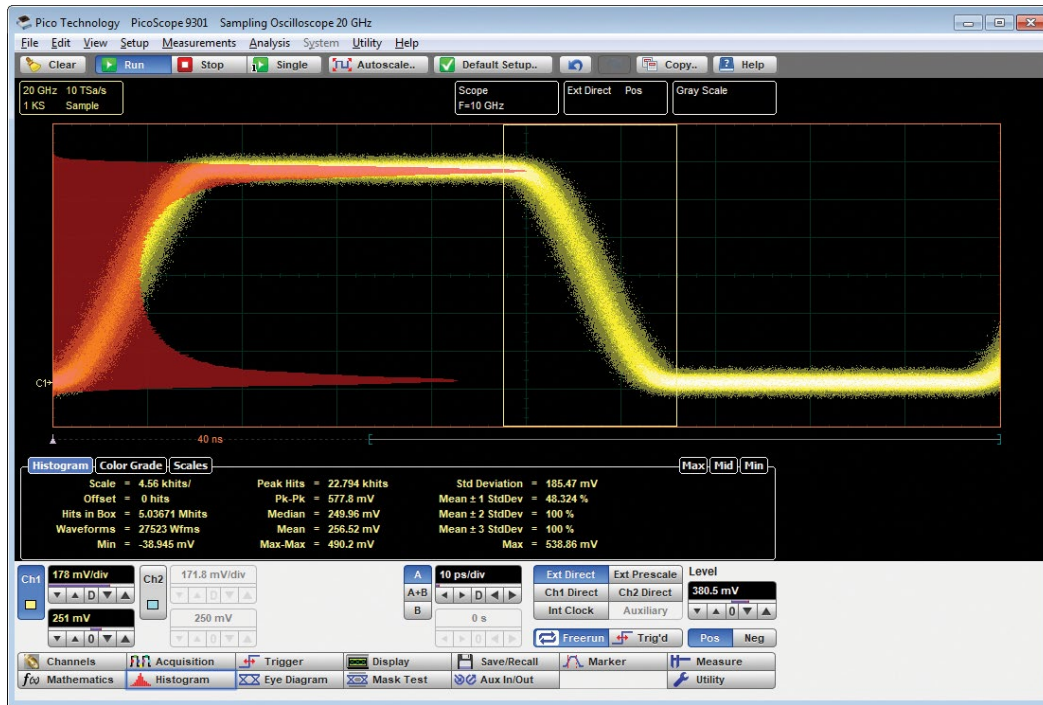 Pico Technology PicoScope 9301 Sampling Oscilloscope 20 GHz
File Edit View Setup Measurements Analysis System Utility Help
Clear Run Stop 1 Single Autoscale.. Default Setup.. Copy.. ? Help
20 GHz 10 TSa/s
1 KS Sample
Scope
F=10 GHz
Ext Direct Pos
Gray Scale
C1
40 ns
Histogram Color Grade Scales Max Mid Min
Scale = 4.56 khits/ Peak Hits = 22.794 khits Std Deviation = 185.47 mV
Offset = 0 hits Pk-Pk = 577.8 mV Mean ± 1 StdDev = 48.324 %
Hits in Box = 5.03671 Mhits Median = 249.96 mV Mean ± 2 StdDev = 100 %
Waveforms = 27523 Wfms Mean = 256.52 mV Mean ± 3 StdDev = 100 %
Min = -38.945 mV Max-Max = 490.2 mV Max = 538.86 mV
Ch1 178 mV/div Ch2 171.8 mV/div A 10 ps/div Ext Direct Ext Prescale Level
D D A+B D Ch1 Direct Ch2 Direct 380.5 mV
251 mV 250 mV B 0 s Int Clock Auxiliary 0
0 0 0 Freerun Trig'd Pos Neg
Channels Acquisition Trigger Display Save/Recall Marker Measure
fω Mathematics Histogram Eye Diagram Mask Test Aux In/Out Utility